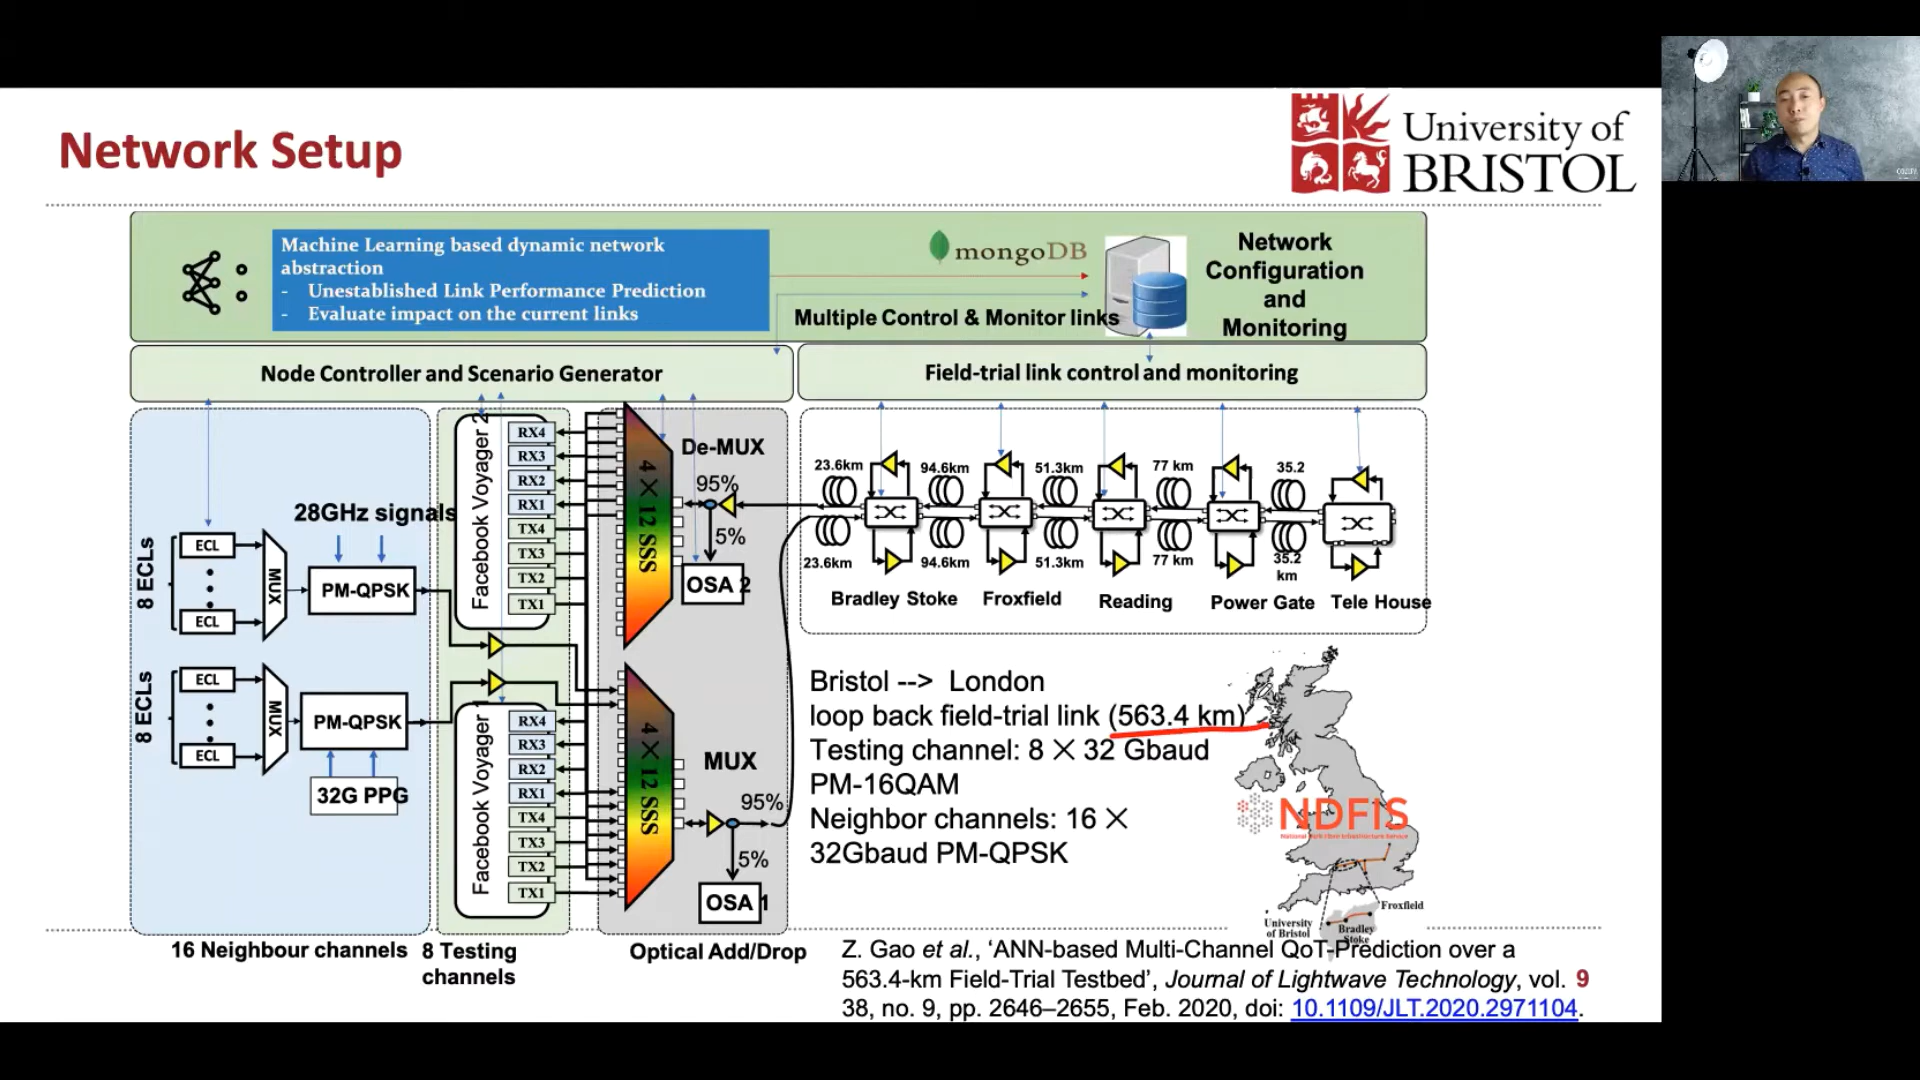 Network Setup
University of
BRISTOL
Machine Learning based dynamic network
abstraction
- Unestablished Link Performance Prediction
- Evaluate impact on the current links
mongoDB
Multiple Control & Monitor links
Network
Configuration
and
Monitoring
Node Controller and Scenario Generator
Field-trial link control and monitoring
8 ECLs
ECL
ECL
MUX
28GHz signals
PM-QPSK
8 ECLs
ECL
ECL
MUX
PM-QPSK
32G PPG
16 Neighbour channels
Facebook Voyager 2
RX4
RX3
RX2
RX1
TX4
TX3
TX2
TX1
Facebook Voyager 1
RX4
RX3
RX2
RX1
TX4
TX3
TX2
TX1
8 Testing
channels
4 × 12 SSS
De-MUX
95%
5%
OSA 2
4 × 12 SSS
MUX
95%
5%
OSA 1
Optical Add/Drop
23.6km
94.6km
51.3km
77 km
35.2
23.6km
94.6km
51.3km
77 km
35.2
km
Bradley Stoke
Froxfield
Reading
Power Gate
Tele House
Bristol --> London
loop back field-trial link (563.4 km)
Testing channel: 8 × 32 Gbaud
PM-16QAM
Neighbor channels: 16 ×
32Gbaud PM-QPSK
NDFIS
Froxfield
University
of Bristol
Bradley
Stoke
Z. Gao et al., ‘ANN-based Multi-Channel QoT-Prediction over a
563.4-km Field-Trial Testbed’, Journal of Lightwave Technology, vol.
38, no. 9, pp. 2646–2655, Feb. 2020, doi: 10.1109/JLT.2020.2971104.
9